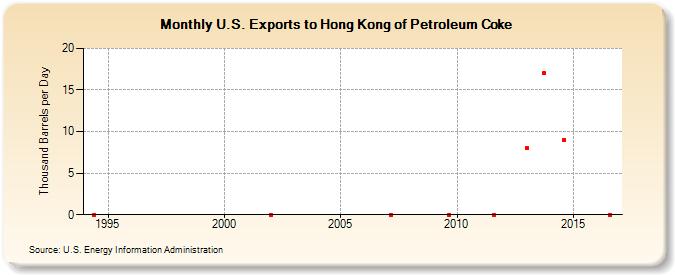 Monthly U.S. Exports to Hong Kong of Petroleum Coke
Thousand Barrels per Day
20
15
10
5
0
1995 2000 2005 2010 2015
Source: U.S. Energy Information Administration